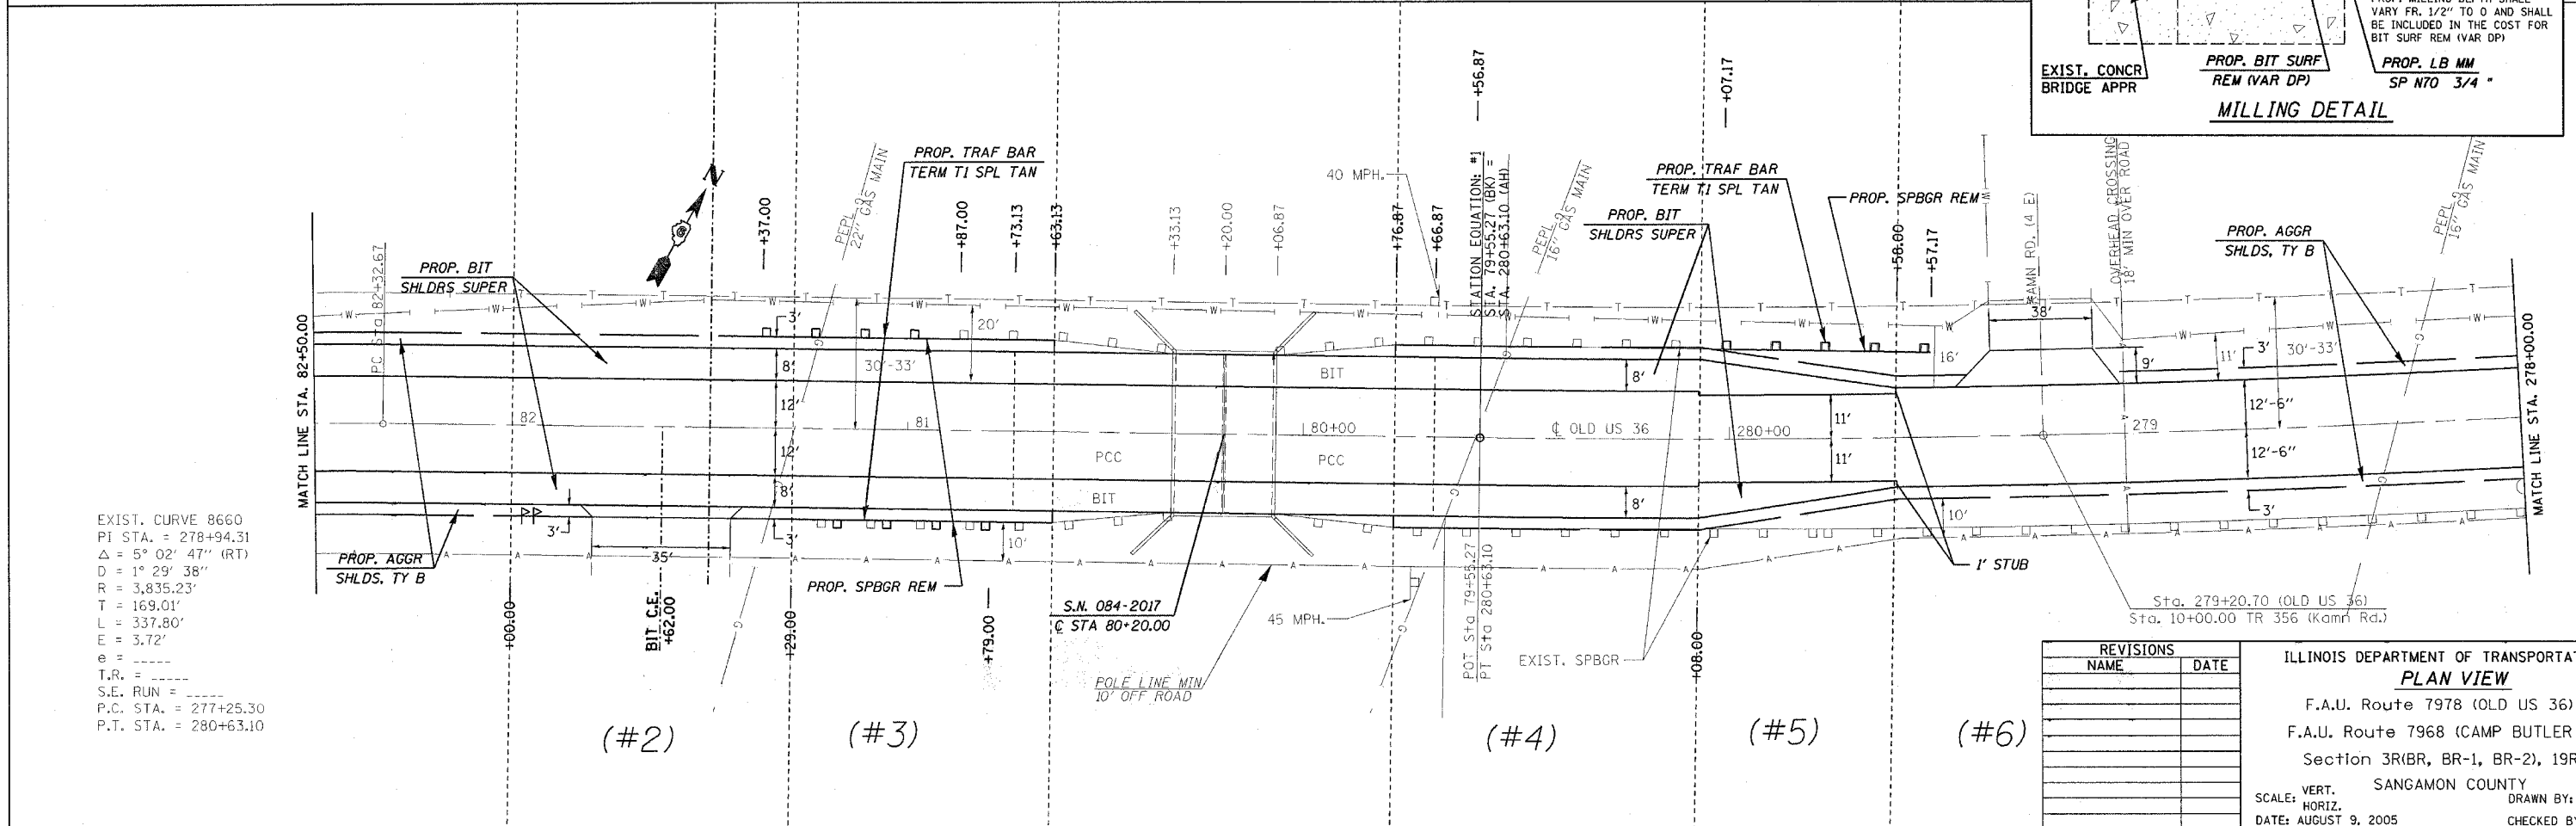 VARY FR. 1/2" TO 0 AND SHALL
BE INCLUDED IN THE COST FOR
BIT SURF REM (VAR DP)
EXIST. CONCR
BRIDGE APPR
PROP. BIT SURF
REM (VAR DP)
PROP. LB MM
SP N70 3/4 "
MILLING DETAIL
MATCH LINE STA. 82+50.00
P.C. Sta 82+32.67
PROP. BIT
SHLDRS SUPER
N
+37.00
PEPL
22" GAS MAIN
PROP. TRAF BAR
TERM T1 SPL TAN
+87.00
+73.13
+63.13
+33.13
+20.00
+06.87
40 MPH.
+76.87
+66.87
+56.87
STATION EQUATION: #1
STA. 79+55.27 (BK) =
STA. 280+63.10 (AH)
PEPL
16" GAS MAIN
PROP. BIT
SHLDRS SUPER
PROP. TRAF BAR
TERM T1 SPL TAN
+07.17
PROP. SPBGR REM
+58.00
+57.17
KAMN RD. (4 E)
OVERHEAD CROSSING
18' MIN OVER ROAD
PROP. AGGR
SHLDS, TY B
PEPL
16" GAS MAIN
MATCH LINE STA. 278+00.00
3'
20'
8'
30'-33'
12'
12'
8'
3'
82
81
80+00
BIT
PCC
PCC
BIT
℄ OLD US 36
280+00
279
8'
8'
11'
11'
16'
38'
9'
11'
3'
30'-33'
12'-6"
12'-6"
3'
10'
3'
35'
10'
PP
PROP. AGGR
SHLDS, TY B
PROP. SPBGR REM
S.N. 084-2017
℄ STA 80+20.00
POLE LINE MIN
10' OFF ROAD
45 MPH.
POT Sta 79+55.27
PT Sta 280+63.10
EXIST. SPBGR
1' STUB
Sta. 279+20.70 (OLD US 36)
Sta. 10+00.00 TR 356 (Kamn Rd.)
+00.00
BIT C.E.
+62.00
+29.00
+79.00
+08.00
EXIST. CURVE 8660
PI STA. = 278+94.31
Δ = 5° 02' 47" (RT)
D = 1° 29' 38"
R = 3,835.23'
T = 169.01'
L = 337.80'
E = 3.72'
e = _____
T.R. = _____
S.E. RUN = _____
P.C. STA. = 277+25.30
P.T. STA. = 280+63.10
(#2)
(#3)
(#4)
(#5)
(#6)
REVISIONS
NAME DATE
ILLINOIS DEPARTMENT OF TRANSPORTAT
PLAN VIEW
F.A.U. Route 7978 (OLD US 36)
F.A.U. Route 7968 (CAMP BUTLER
Section 3R(BR, BR-1, BR-2), 19R
SANGAMON COUNTY
SCALE: VERT.
HORIZ.
DRAWN BY:
DATE: AUGUST 9, 2005
CHECKED B